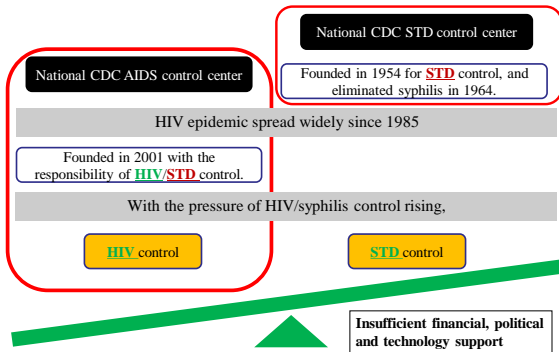 National CDC STD control center
National CDC AIDS control center
Founded in 1954 for STD control, and
eliminated syphilis in 1964.
HIV epidemic spread widely since 1985
Founded in 2001 with the
responsibility of HIV/STD control.
With the pressure of HIV/syphilis control rising,
HIV control
STD control
Insufficient financial, political
and technology support